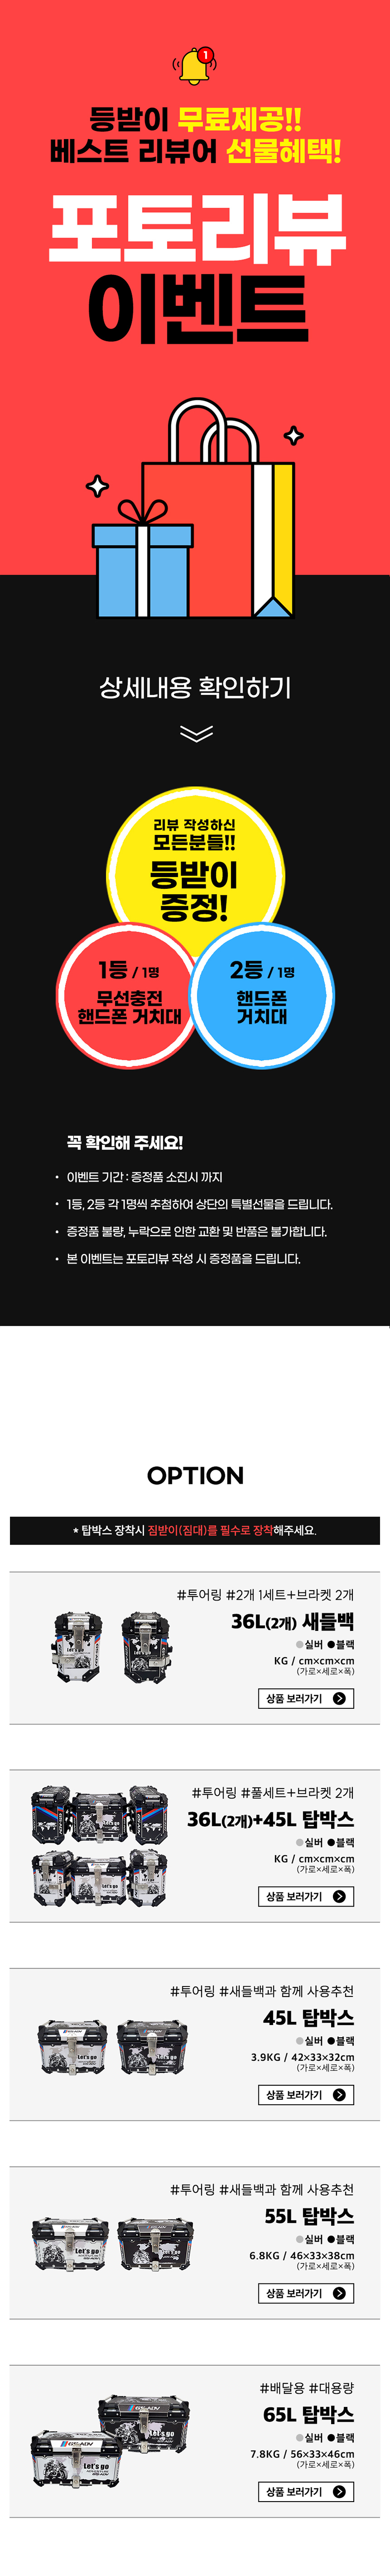 1
등받이 무료제공!!
베스트 리뷰어 선물혜택!
포토리뷰
이벤트
상세내용 확인하기
리뷰 작성하신
모든분들!!
등받이
증정!
1등 / 1명
무선충전
핸드폰 거치대
2등 / 1명
핸드폰
거치대
꼭 확인해 주세요!
• 이벤트 기간 : 증정품 소진시 까지
• 1등, 2등 각 1명씩 추첨하여 상단의 특별선물을 드립니다.
• 증정품 불량, 누락으로 인한 교환 및 반품은 불가합니다.
• 본 이벤트는 포토리뷰 작성 시 증정품을 드립니다.
OPTION
* 탑박스 장착시 짐받이(짐대)를 필수로 장착해주세요.
#투어링 #2개 1세트+브라켓 2개
36L(2개) 새들백
실버 블랙
KG / cm×cm×cm
(가로×세로×폭)
상품 보러가기
#투어링 #풀세트+브라켓 2개
36L(2개)+45L 탑박스
실버 블랙
KG / cm×cm×cm
(가로×세로×폭)
상품 보러가기
Let's go
Let's go
#투어링 #새들백과 함께 사용추천
45L 탑박스
실버 블랙
3.9KG / 42×33×32cm
(가로×세로×폭)
상품 보러가기
Let's go
Let's go
#투어링 #새들백과 함께 사용추천
55L 탑박스
실버 블랙
6.8KG / 46×33×38cm
(가로×세로×폭)
상품 보러가기
Let's go
Let's go
#배달용 #대용량
65L 탑박스
실버 블랙
7.8KG / 56×33×46cm
(가로×세로×폭)
상품 보러가기
Let's go
Let's go